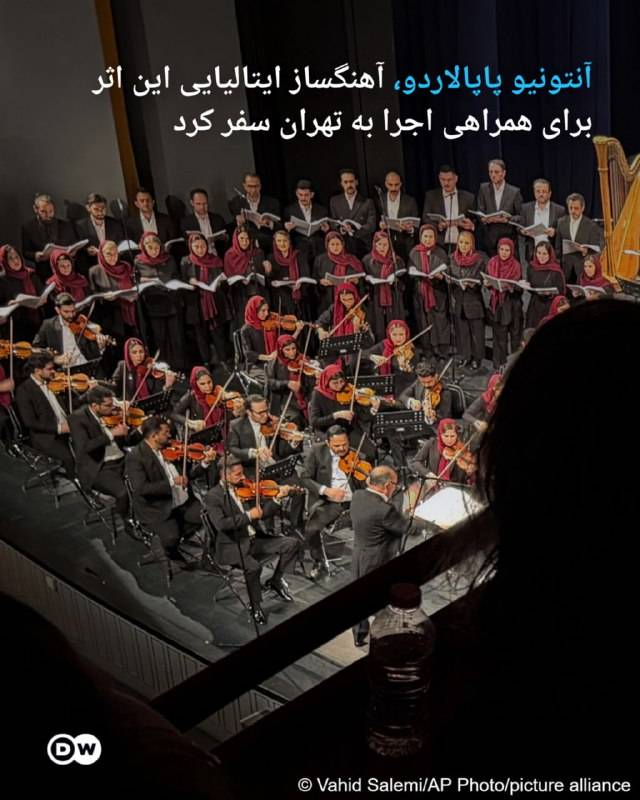 آنتونیو پاپالاردو، آهنگساز ایتالیایی این اثر
برای همراهی اجرا به تهران سفر کرد
DW
© Vahid Salemi/AP Photo/picture alliance